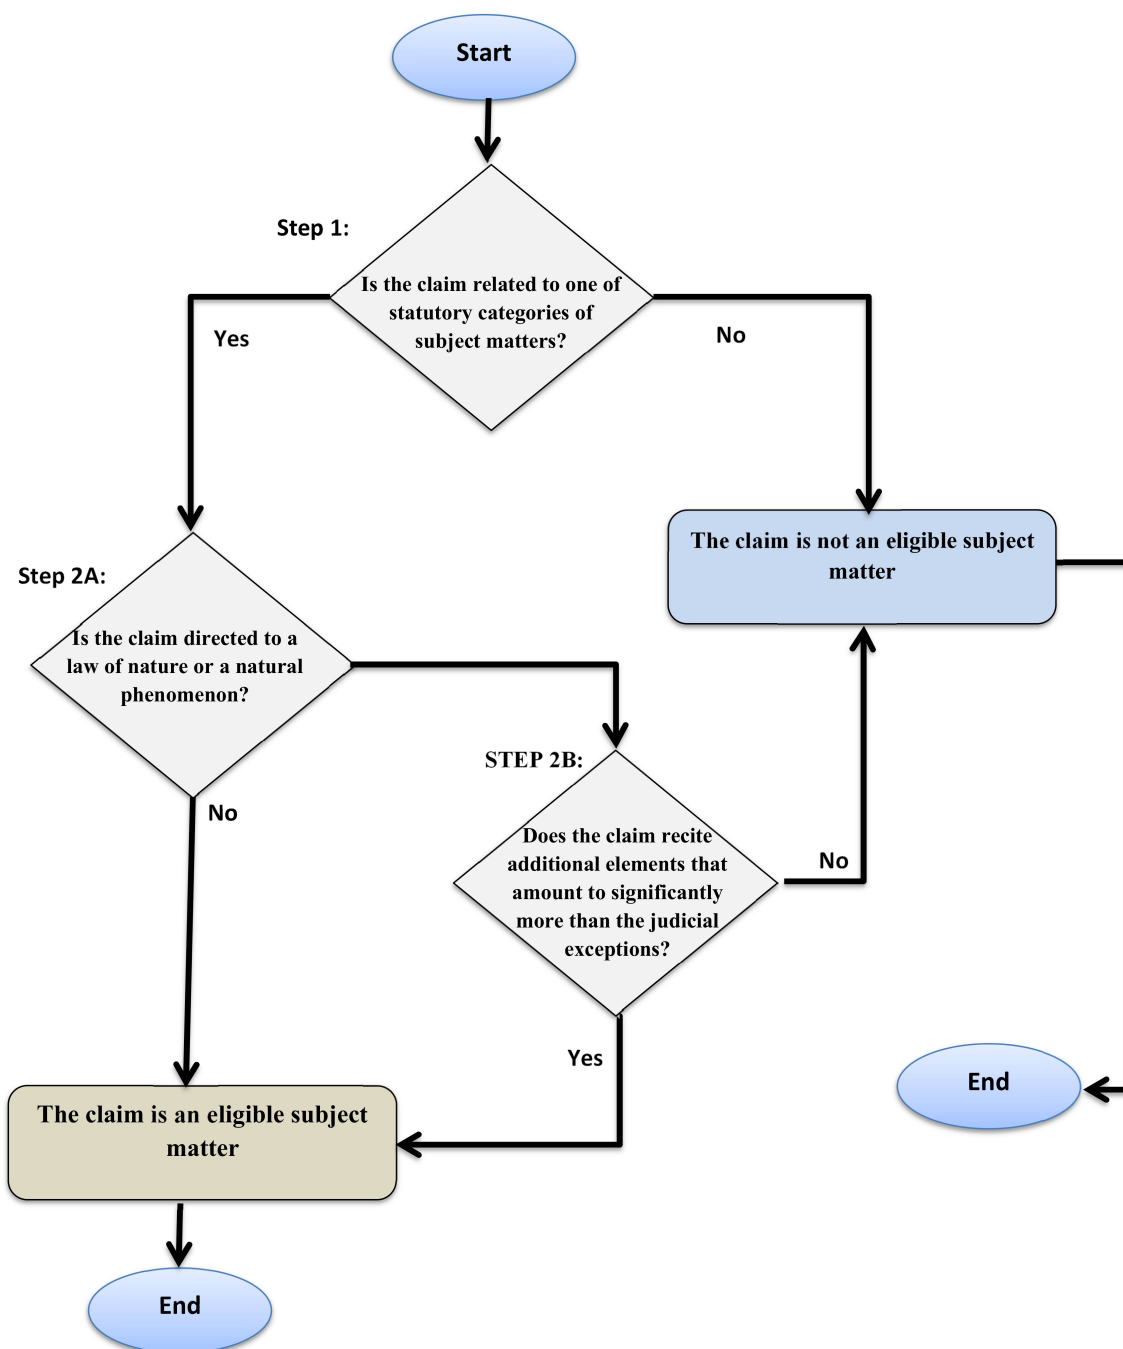 Start
Step 1:
Is the claim related to one of
statutory categories of
subject matters?
Yes
No
The claim is not an eligible subject
matter
Step 2A:
Is the claim directed to a
law of nature or a natural
phenomenon?
STEP 2B:
No
Does the claim recite
additional elements that
amount to significantly
more than the judicial
exceptions?
No
Yes
End
The claim is an eligible subject
matter
End